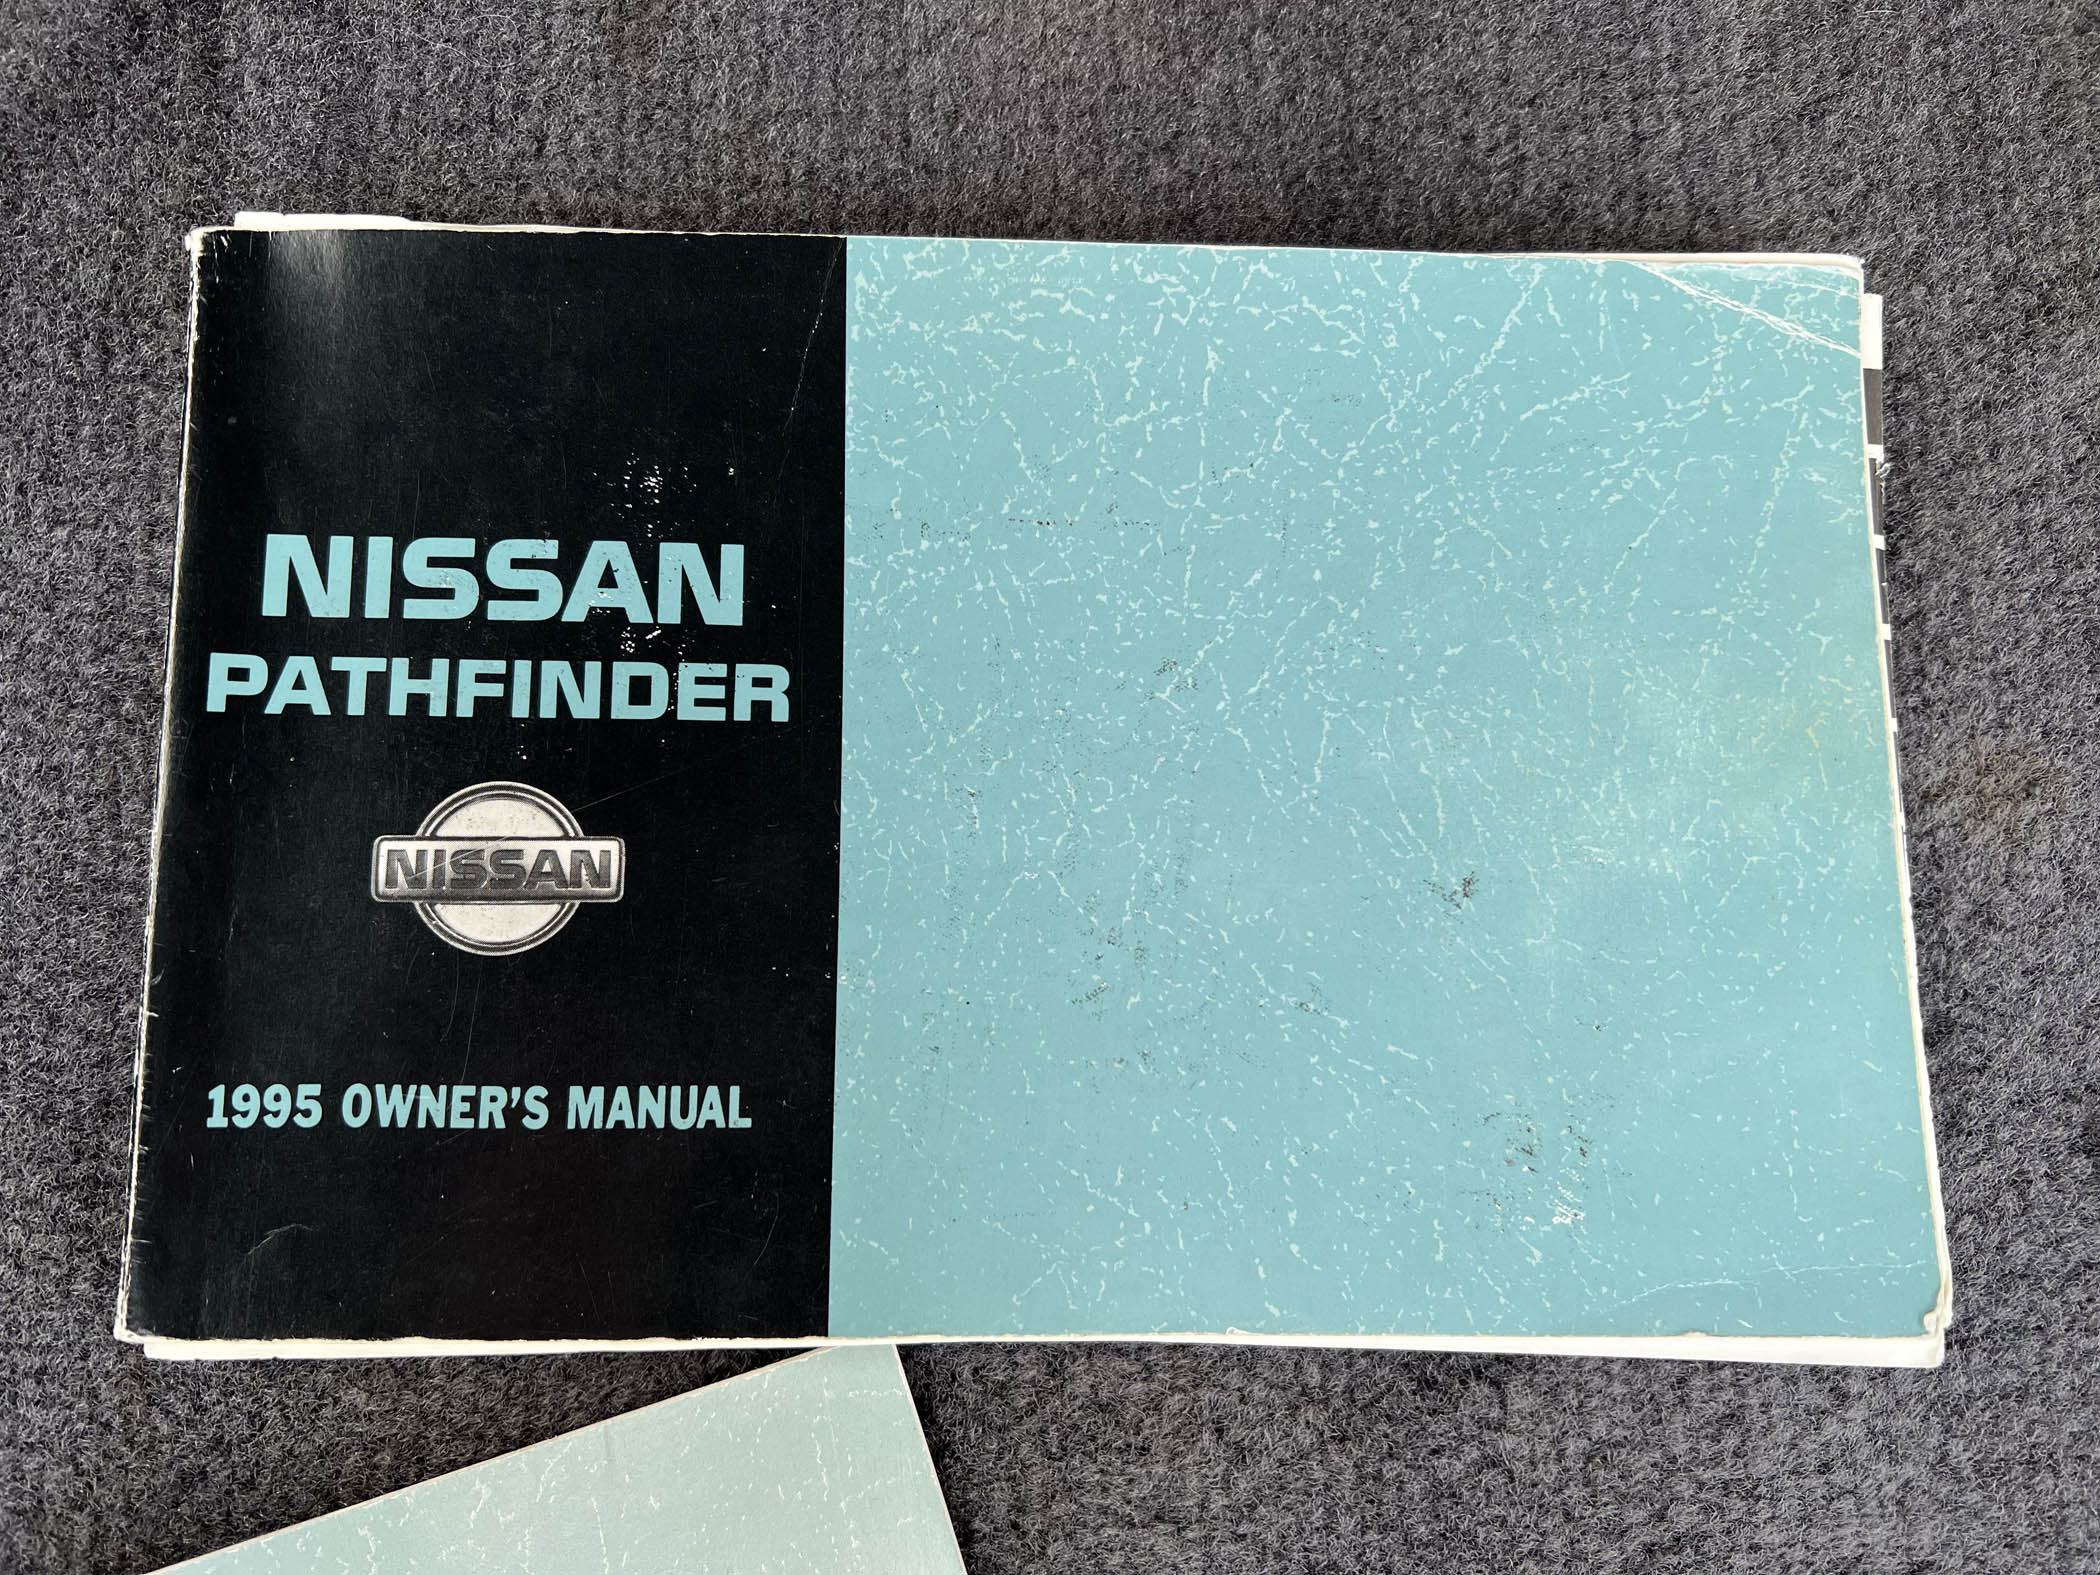 NISSAN
PATHFINDER
NISSAN
1995 OWNER'S MANUAL